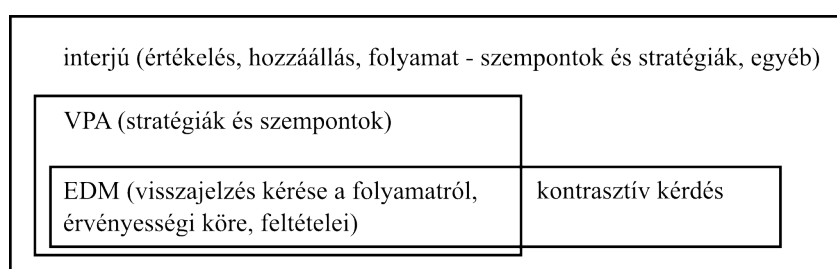 interjú (értékelés, hozzáállás, folyamat - szempontok és stratégiák, egyéb)
VPA (stratégiák és szempontok)
EDM (visszajelzés kérése a folyamatról,
érvényességi köre, feltételei)
kontrasztív kérdés